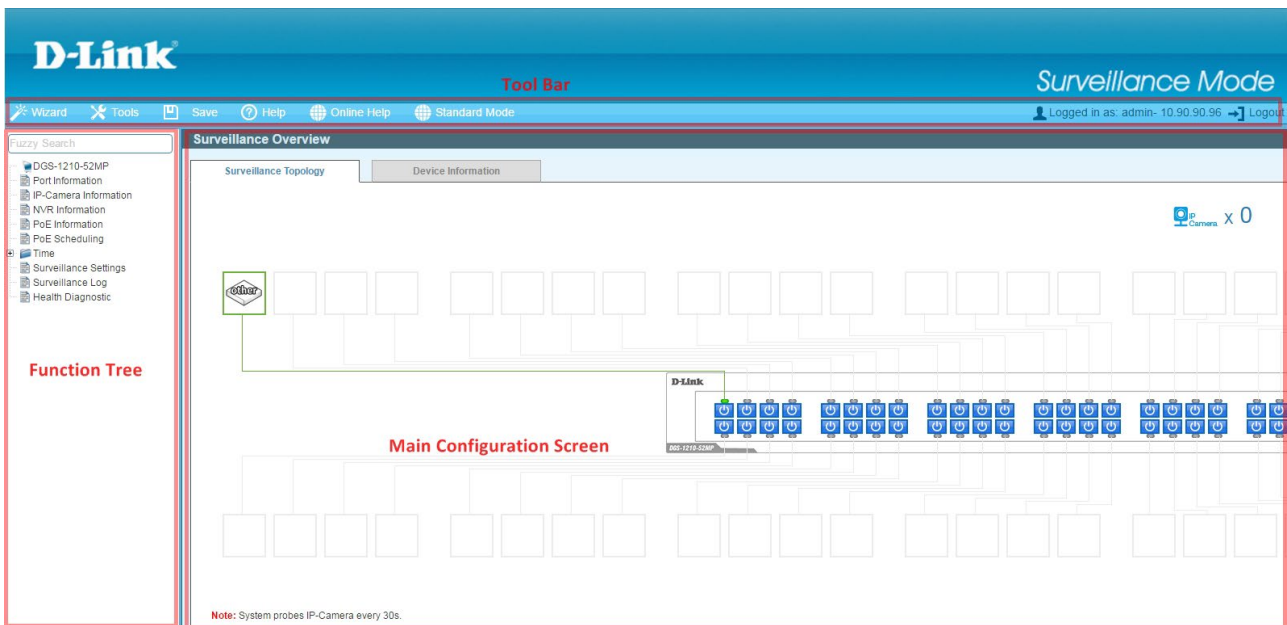 D-Link®
Tool Bar
Surveillance Mode
Wizard Tools Save Help Online Help Standard Mode Logged in as: admin- 10.90.90.96 Logout
Fuzzy Search
Surveillance Overview
DGS-1210-52MP
Port Information
IP-Camera Information
NVR Information
PoE Information
PoE Scheduling
Time
Surveillance Settings
Surveillance Log
Health Diagnostic
Function Tree
Surveillance Topology Device Information
IP Camera x 0
other
D-Link
DGS-1210-52MP
Main Configuration Screen
Note: System probes IP-Camera every 30s.